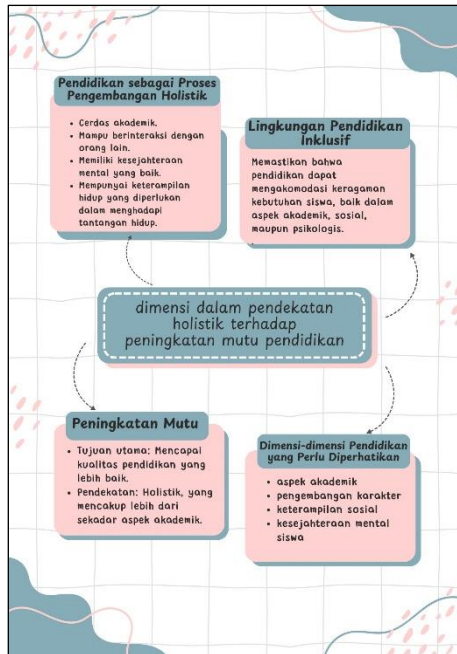 Pendidikan sebagai Proses
Pengembangan Holistik
• Cerdas akademik.
• Mampu berinteraksi dengan
orang lain.
• Memiliki kesejahteraan
mental yang baik.
• Mempunyai keterampilan
hidup yang diperlukan
dalam menghadapi
tantangan hidup.
Lingkungan Pendidikan
Inklusif
Memastikan bahwa
pendidikan dapat
mengakomodasi keragaman
kebutuhan siswa, baik dalam
aspek akademik, sosial,
maupun psikologis.
.
dimensi dalam pendekatan
holistik terhadap
peningkatan mutu pendidikan
Peningkatan Mutu
• Tujuan utama: Mencapai
kualitas pendidikan yang
lebih baik.
• Pendekatan: Holistik, yang
mencakup lebih dari
sekadar aspek akademik.
Dimensi-dimensi Pendidikan
yang Perlu Diperhatikan
• aspek akademik
• pengembangan karakter
• keterampilan sosial
• kesejahteraan mental
siswa